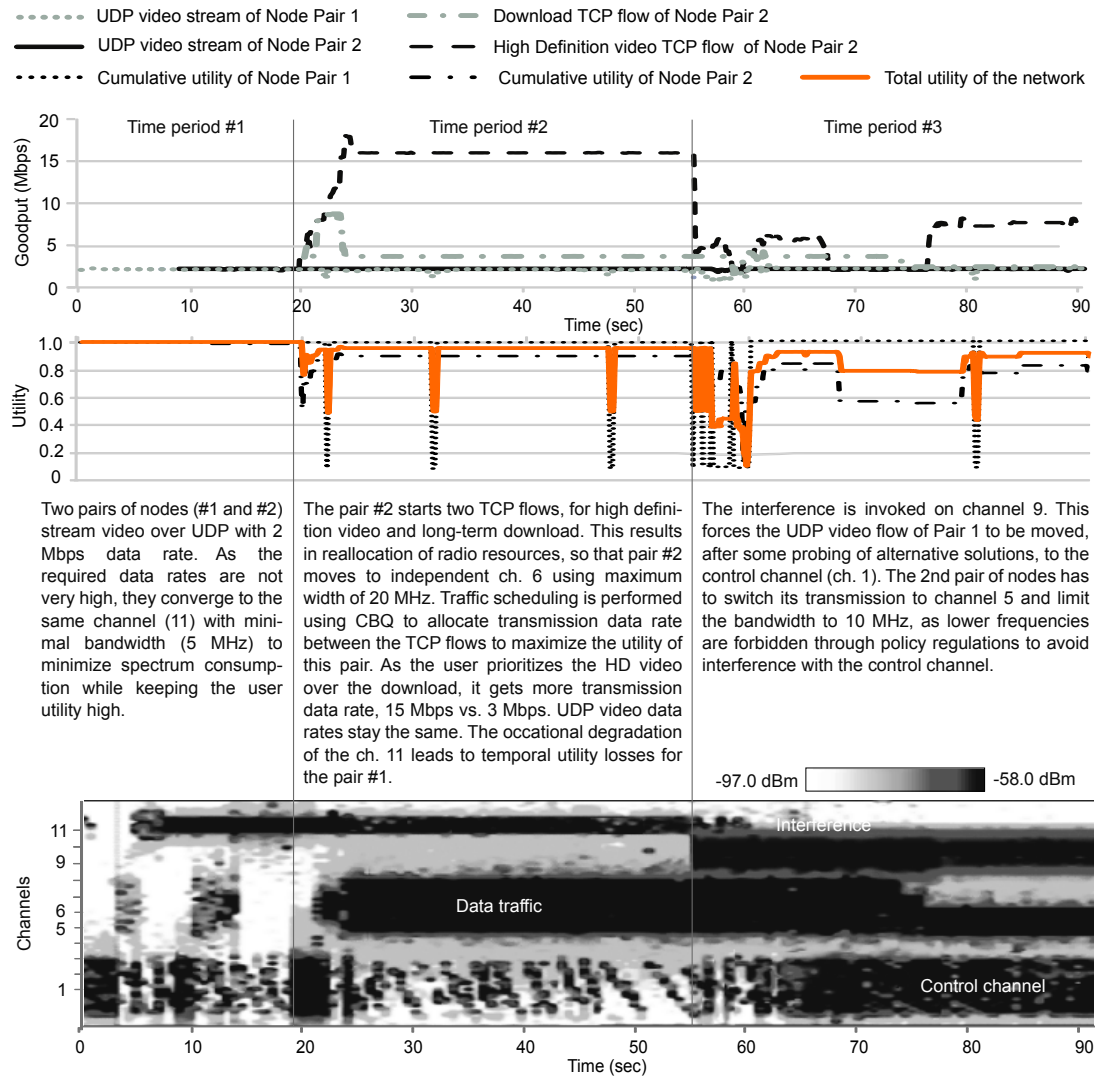 UDP video stream of Node Pair 1
Download TCP flow of Node Pair 2
UDP video stream of Node Pair 2
High Definition video TCP flow of Node Pair 2
Cumulative utility of Node Pair 1
Cumulative utility of Node Pair 2
Total utility of the network
Time period #1
Time period #2
Time period #3
Goodput (Mbps)
20
15
10
5
0
0 10 20 30 40 50 60 70 80 90
Time (sec)
Utility
1.0
0.8
0.6
0.4
0.2
0
Two pairs of nodes (#1 and #2)
stream video over UDP with 2
Mbps data rate. As the
required data rates are not
very high, they converge to the
same channel (11) with mini-
mal bandwidth (5 MHz) to
minimize spectrum consump-
tion while keeping the user
utility high.
The pair #2 starts two TCP flows, for high defini-
tion video and long-term download. This results
in reallocation of radio resources, so that pair #2
moves to independent ch. 6 using maximum
width of 20 MHz. Traffic scheduling is performed
using CBQ to allocate transmission data rate
between the TCP flows to maximize the utility of
this pair. As the user prioritizes the HD video
over the download, it gets more transmission
data rate, 15 Mbps vs. 3 Mbps. UDP video data
rates stay the same. The occational degradation
of the ch. 11 leads to temporal utility losses for
the pair #1.
The interference is invoked on channel 9. This
forces the UDP video flow of Pair 1 to be moved,
after some probing of alternative solutions, to the
control channel (ch. 1). The 2nd pair of nodes has
to switch its transmission to channel 5 and limit
the bandwidth to 10 MHz, as lower frequencies
are forbidden through policy regulations to avoid
interference with the control channel.
-97.0 dBm
-58.0 dBm
Channels
11
9
6
5
1
Interference
Data traffic
Control channel
0 10 20 30 40 50 60 70 80 90
Time (sec)